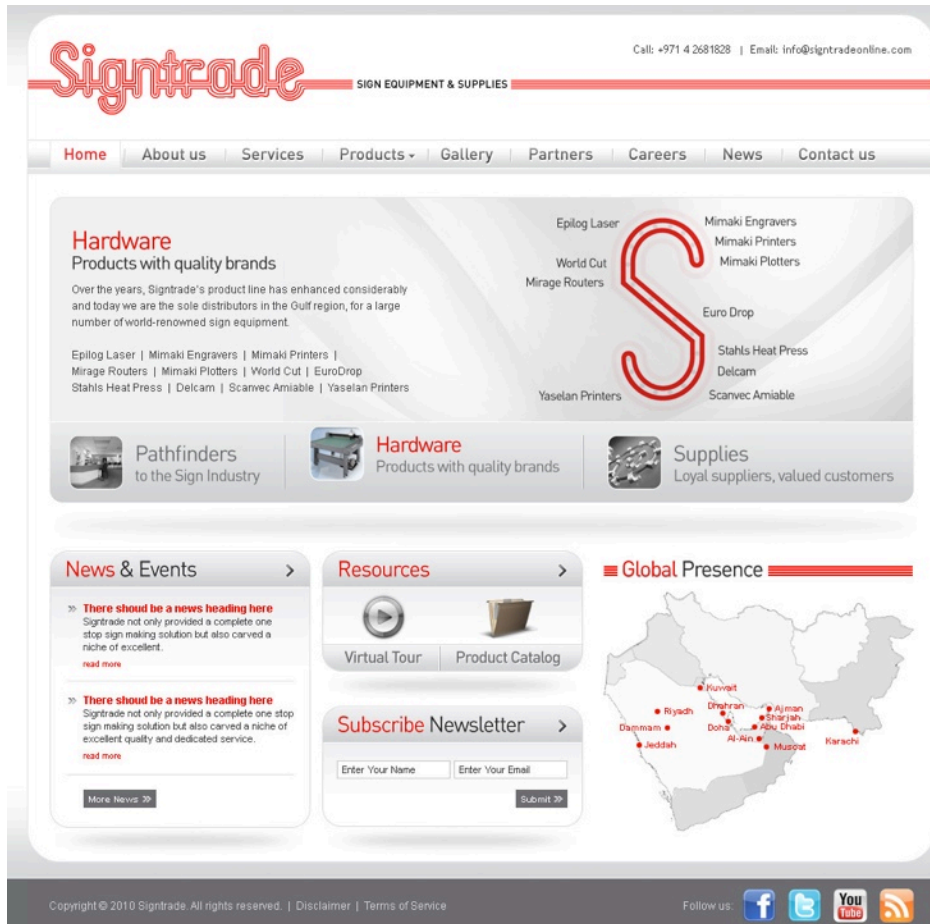 Call: +971 4 2681828 | Email: info@signtradeonline.com
Signtrade
SIGN EQUIPMENT & SUPPLIES
Home | About us | Services | Products | Gallery | Partners | Careers | News | Contact us
Hardware
Products with quality brands
Over the years, Signtrade's product line has enhanced considerably
and today we are the sole distributors in the Gulf region, for a large
number of world-renowned sign equipment.
Epilog Laser | Mimaki Engravers | Mimaki Printers |
Mirage Routers | Mimaki Plotters | World Cut | EuroDrop
Stahls Heat Press | Delcam | Scanvec Amiable | Yaselan Printers
Epilog Laser
World Cut
Mirage Routers
Yaselan Printers
S
Mimaki Engravers
Mimaki Printers
Mimaki Plotters
Euro Drop
Stahls Heat Press
Delcam
Scanvec Amiable
Pathfinders
to the Sign Industry
Hardware
Products with quality brands
Supplies
Loyal suppliers, valued customers
News & Events
There shoud be a news heading here
Signtrade not only provided a complete one
stop sign making solution but also carved a
niche of excellent.
read more
There shoud be a news heading here
Signtrade not only provided a complete one stop
sign making solution but also carved a niche of
excellent quality and dedicated service.
read more
More News
Resources
Virtual Tour
Product Catalog
Subscribe Newsletter
Enter Your Name
Enter Your Email
Submit
Global Presence
Kuwait
Riyadh
Dhahran
Ajman
Sharjah
Dammam
Doha
Abu Dhabi
Al-Ain
Karachi
Jeddah
Muscat
Copyright © 2010 Signtrade. All rights reserved. | Disclaimer | Terms of Service
Follow us:
f
You
Tube